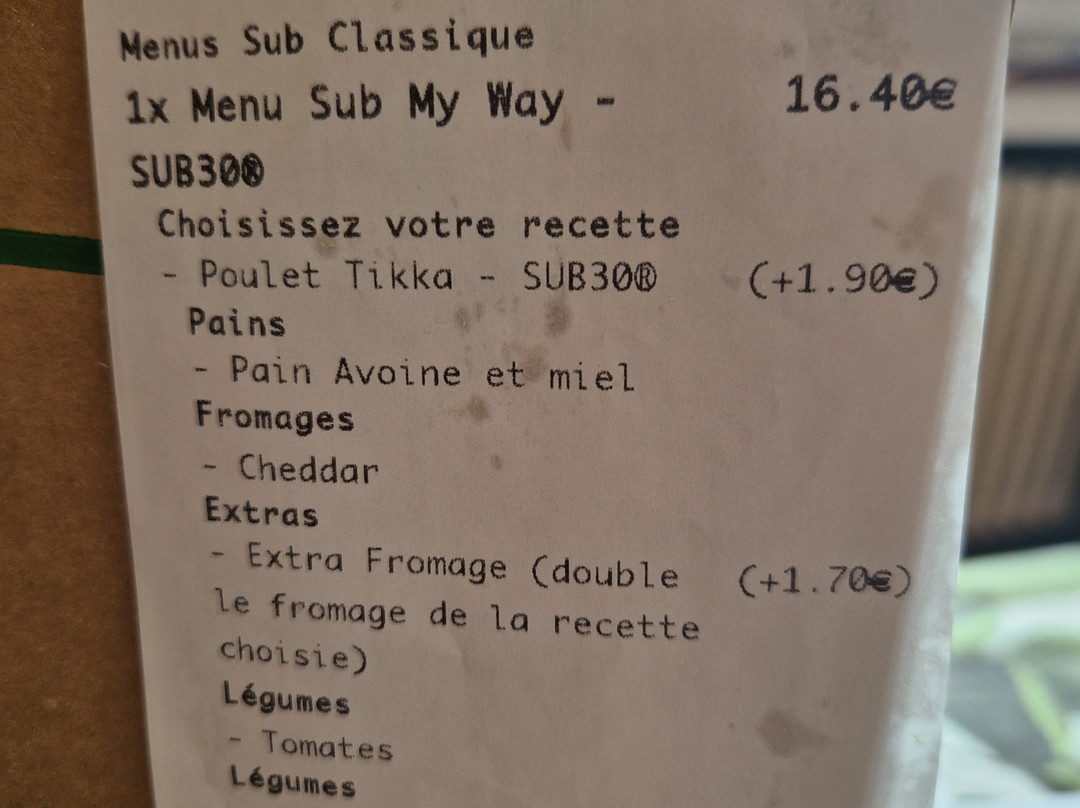 Menus Sub Classique
1x Menu Sub My Way - 16.40€
SUB30®
Choisissez votre recette
- Poulet Tikka - SUB30® (+1.90€)
Pains
- Pain Avoine et miel
Fromages
- Cheddar
Extras
- Extra Fromage (double (+1.70€)
le fromage de la recette
choisie)
Légumes
- Tomates
Légumes